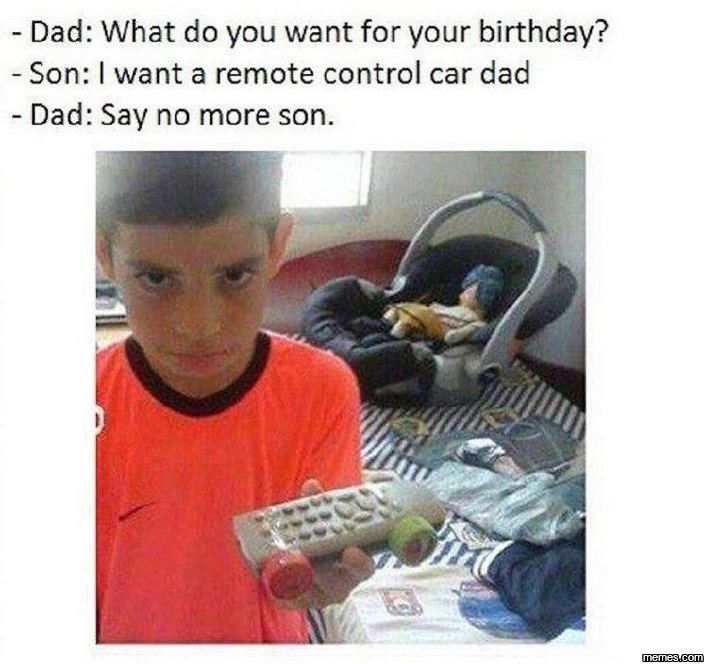 - Dad: What do you want for your birthday?
- Son: I want a remote control car dad
- Dad: Say no more son.
memes.com